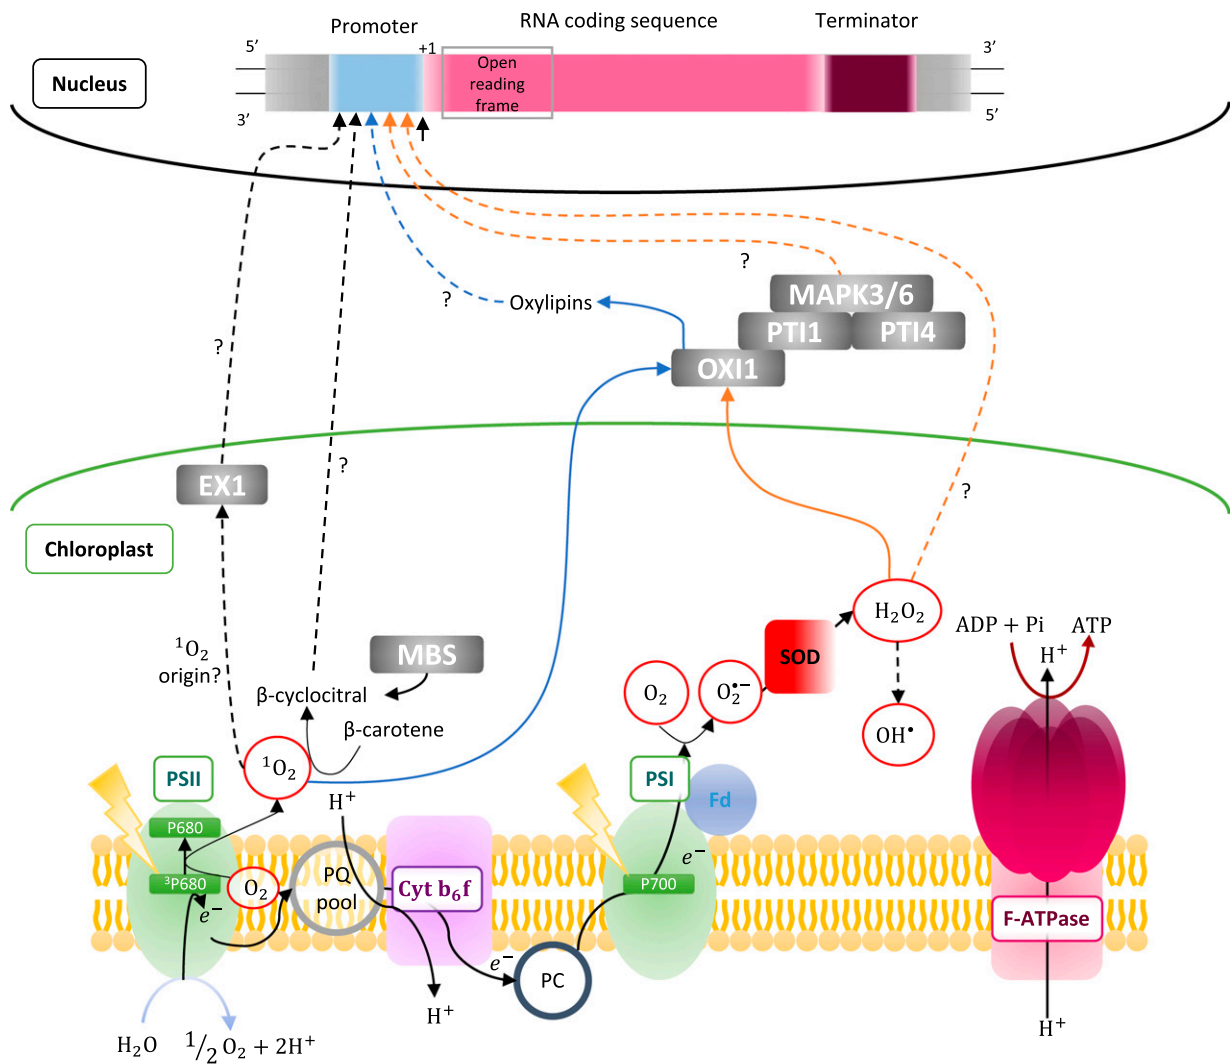 Promoter
RNA coding sequence
Terminator
5’
+1
3’
Nucleus
Open
reading
frame
3’
5’
?
MAPK3/6
?
Oxylipins
PTI1
PTI4
?
OXI1
?
EX1
?
Chloroplast
H₂O₂
ADP + Pi
ATP
¹O₂
origin?
MBS
SOD
H⁺
β-cyclocitral
O₂
O₂•⁻
β-carotene
OH•
PSII
¹O₂
PSI
H⁺
Fd
P680
e⁻
³P680
O₂
PQ
pool
Cyt b₆f
P700
e⁻
F-ATPase
e⁻
PC
H⁺
H⁺
H₂O
1/2 O₂ + 2H⁺